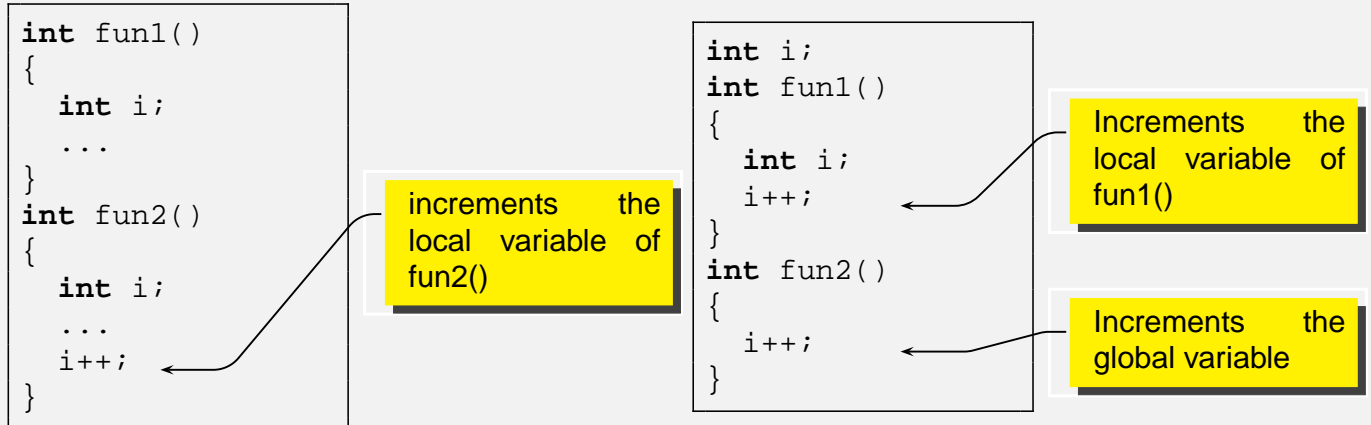 int fun1()
{
int i;
...
}
int fun2()
{
int i;
...
i++;
}
increments the
local variable of
fun2()
int i;
int fun1()
{
int i;
i++;
}
int fun2()
{
i++;
}
Increments the
local variable of
fun1()
Increments the
global variable